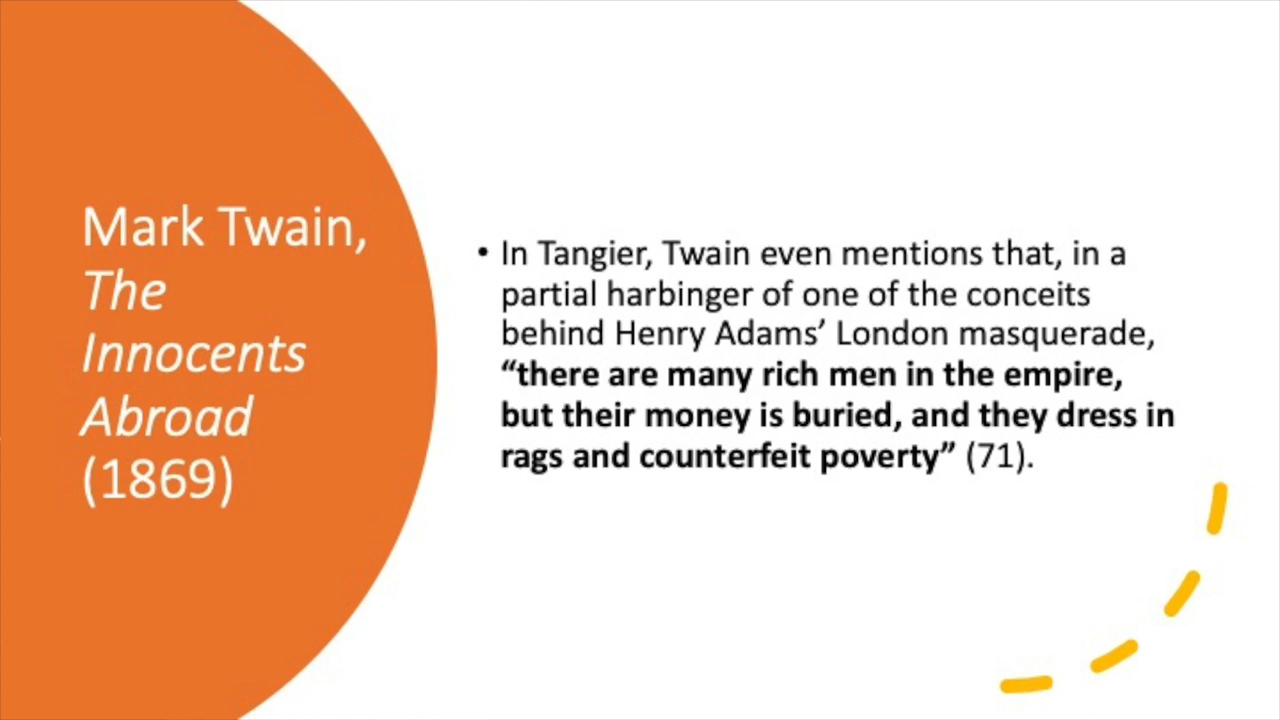 Mark Twain,
The
Innocents
Abroad
(1869)
• In Tangier, Twain even mentions that, in a
partial harbinger of one of the conceits
behind Henry Adams’ London masquerade,
“there are many rich men in the empire,
but their money is buried, and they dress in
rags and counterfeit poverty” (71).